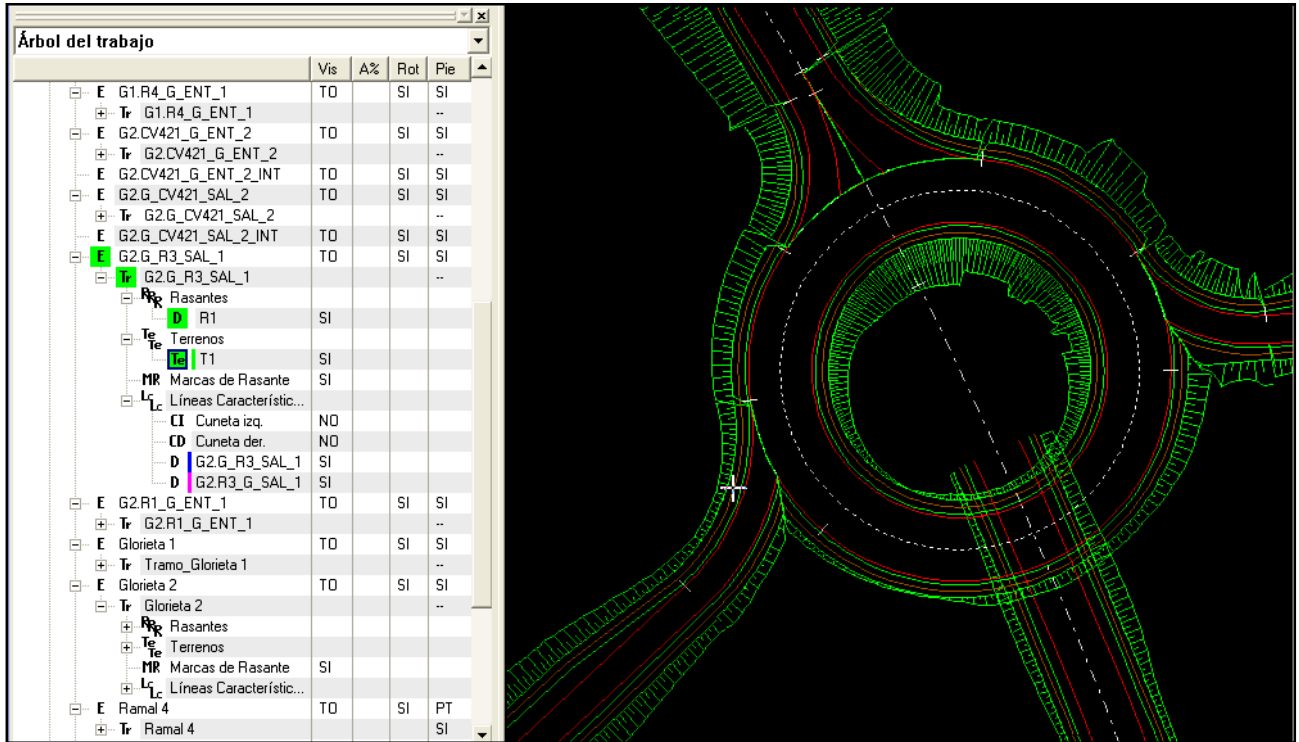 Árbol del trabajo
Vis A% Rot Pie
E G1.R4_G_ENT_1 TO SI SI
Tr G1.R4_G_ENT_1 --
E G2.CV421_G_ENT_2 TO SI SI
Tr G2.CV421_G_ENT_2 --
E G2.CV421_G_ENT_2_INT TO SI SI
E G2.G_CV421_SAL_2 TO SI SI
Tr G2.G_CV421_SAL_2 --
E G2.G_CV421_SAL_2_INT TO SI SI
E G2.G_R3_SAL_1 TO SI SI
Tr G2.G_R3_SAL_1 --
RRR Rasantes
D R1 SI
TeTe Terrenos
Te T1 SI
MR Marcas de Rasante SI
LcLc Líneas Característic...
CI Cuneta izq. NO
CD Cuneta der. NO
D G2.G_R3_SAL_1 SI
D G2.R3_G_SAL_1 SI
E G2.R1_G_ENT_1 TO SI SI
Tr G2.R1_G_ENT_1 --
E Glorieta 1 TO SI SI
Tr Tramo_Glorieta 1 --
E Glorieta 2 TO SI SI
Tr Glorieta 2 --
RRR Rasantes
TeTe Terrenos
MR Marcas de Rasante SI
LcLc Líneas Característic...
E Ramal 4 TO SI PT
Tr Ramal 4 SI